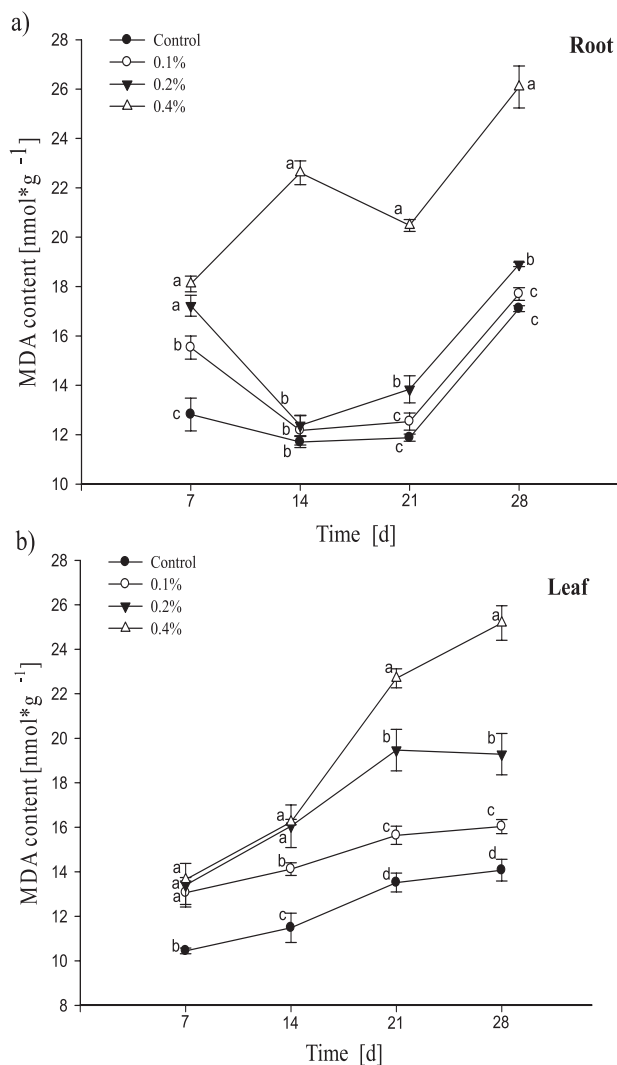 a)
Control
0.1%
0.2%
0.4%
Root
MDA content [nmol*g -1]
28
26
24
22
20
18
16
14
12
10
a
a
b
c
a
b
b
b
a
b
c
c
a
b
c
c
7 14 21 28
Time [d]
b)
Control
0.1%
0.2%
0.4%
Leaf
MDA content [nmol*g -1]
28
26
24
22
20
18
16
14
12
10
8
a
a
a
b
a
a
b
c
a
b
c
d
a
b
c
d
7 14 21 28
Time [d]